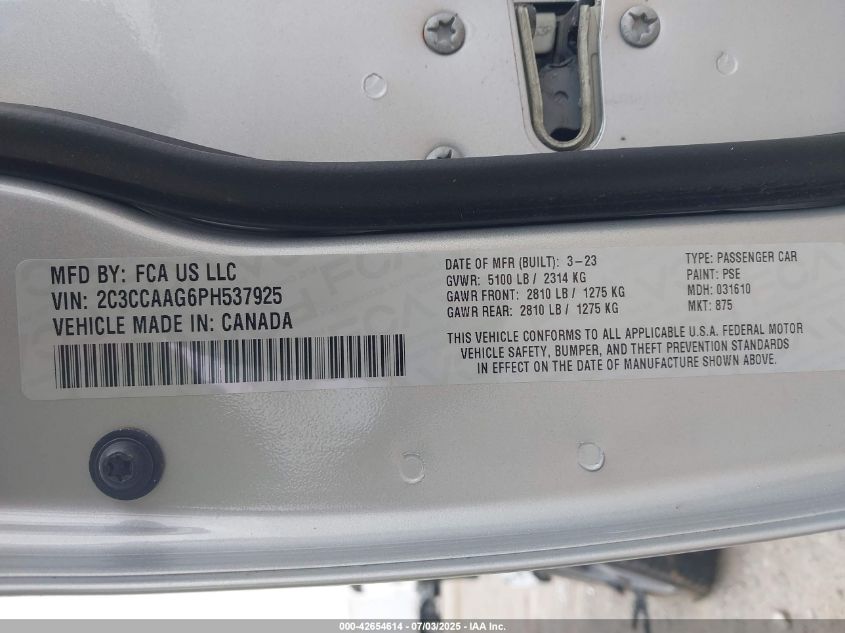 MFD BY: FCA US LLC
VIN: 2C3CCAAG6PH537925
VEHICLE MADE IN: CANADA
DATE OF MFR (BUILT): 3-23
GVWR: 5100 LB / 2314 KG
GAWR FRONT: 2810 LB / 1275 KG
GAWR REAR: 2810 LB / 1275 KG
TYPE: PASSENGER CAR
PAINT: PSE
MDH: 031610
MKT: 875
THIS VEHICLE CONFORMS TO ALL APPLICABLE U.S.A. FEDERAL MOTOR
VEHICLE SAFETY, BUMPER, AND THEFT PREVENTION STANDARDS
IN EFFECT ON THE DATE OF MANUFACTURE SHOWN ABOVE.
000-42654614 - 07/03/2025 - IAA Inc.